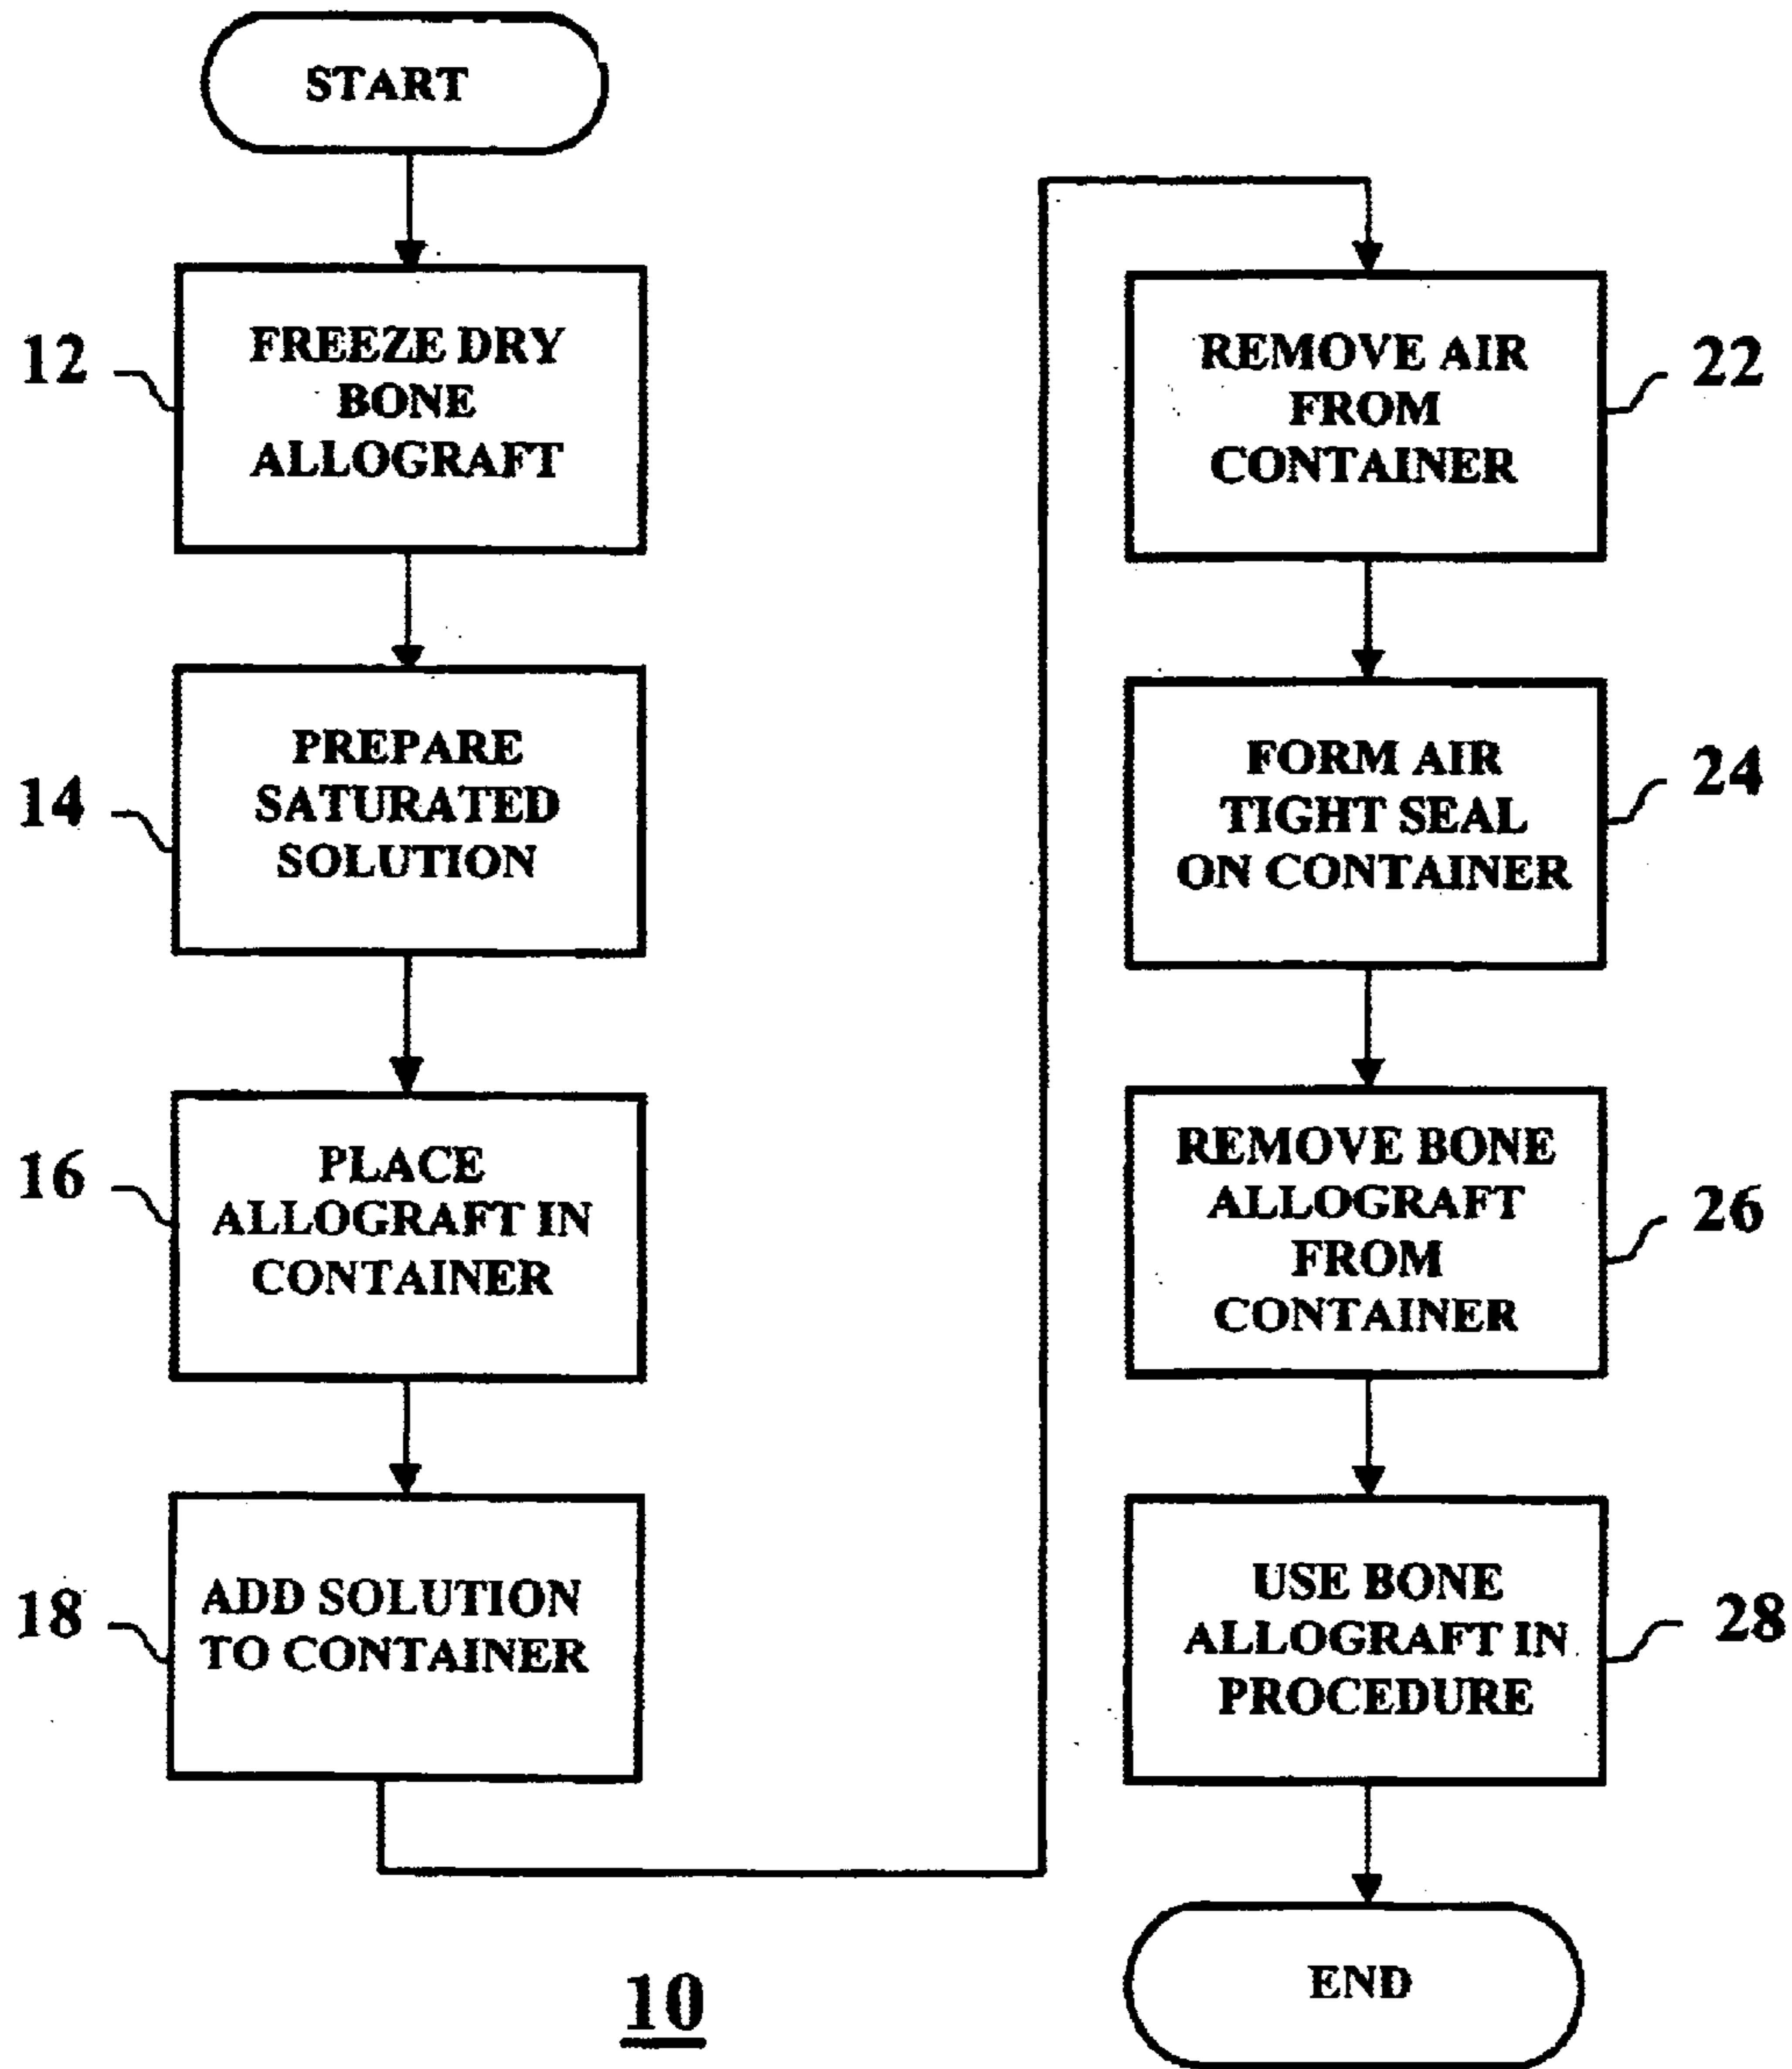 START
12
FREEZE DRY
BONE
ALLOGRAFT
14
PREPARE
SATURATED
SOLUTION
16
PLACE
ALLOGRAFT IN
CONTAINER
18
ADD SOLUTION
TO CONTAINER
REMOVE AIR
FROM
CONTAINER
22
FORM AIR
TIGHT SEAL
ON CONTAINER
24
REMOVE BONE
ALLOGRAFT
FROM
CONTAINER
26
USE BONE
ALLOGRAFT IN
PROCEDURE
28
END
10